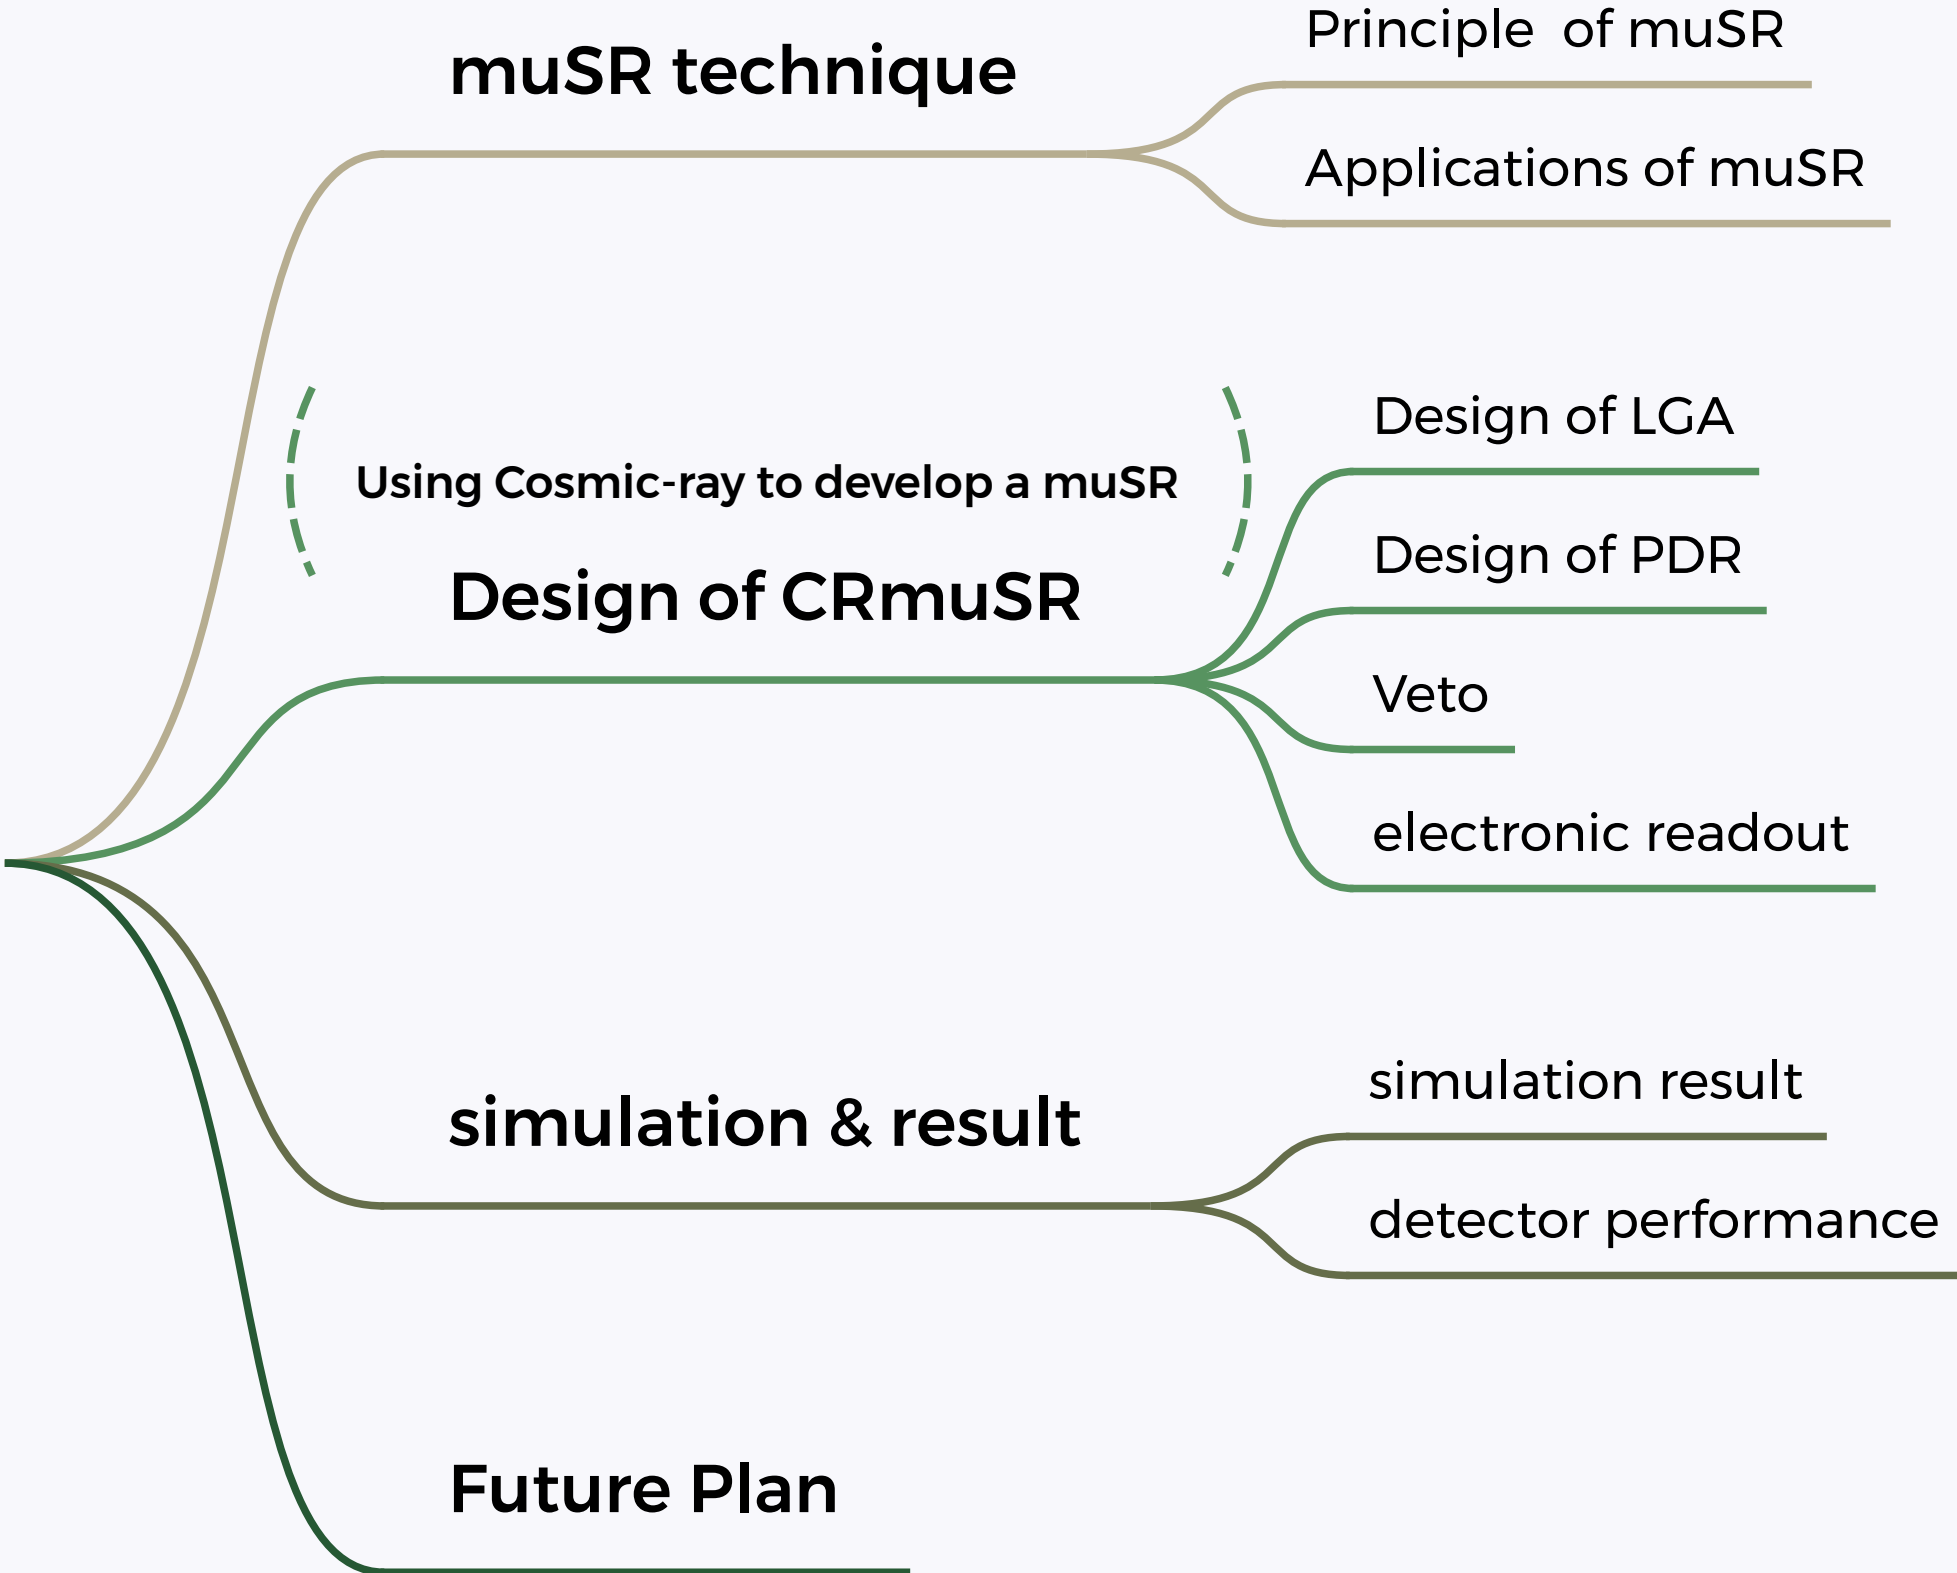 muSR technique
Principle of muSR
Applications of muSR
Using Cosmic-ray to develop a muSR
Design of CRmuSR
Design of LGA
Design of PDR
Veto
electronic readout
simulation & result
simulation result
detector performance
Future Plan